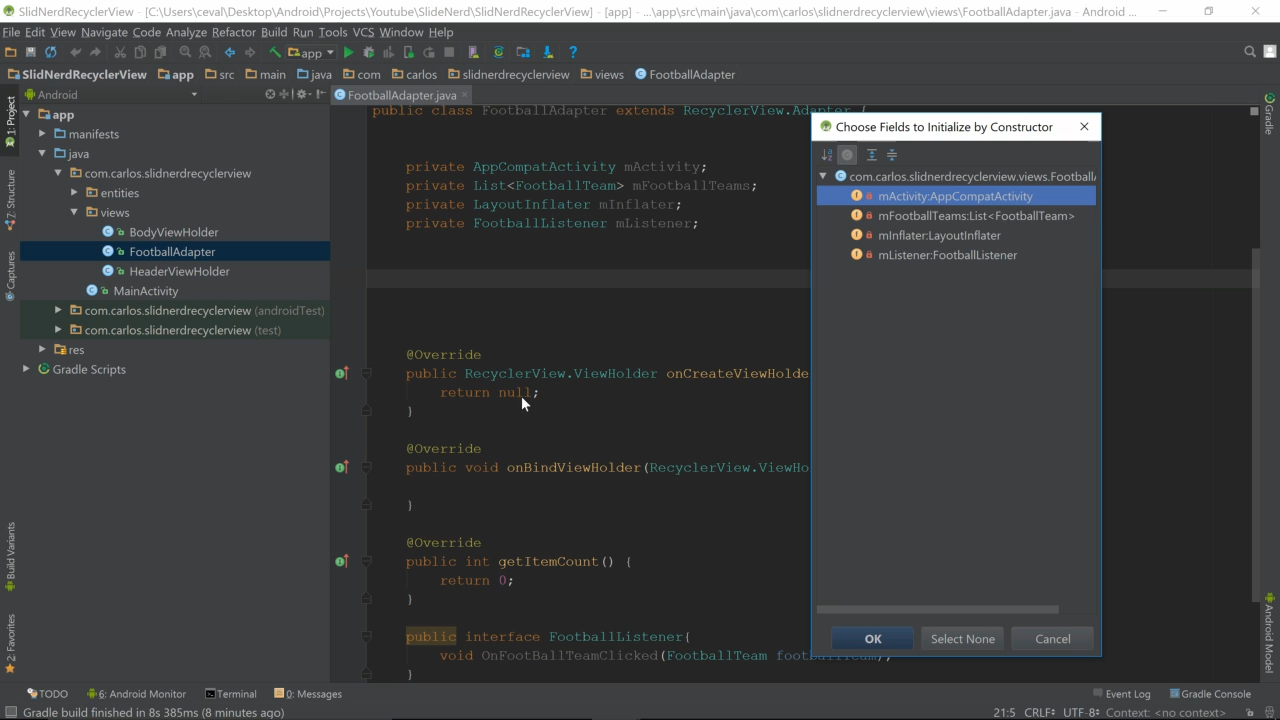 SlidNerdRecyclerView - [C:\Users\ceval\Desktop\Android\Projects\Youtube\SlideNerd\SlidNerdRecyclerView] - [app] - ...\app\src\main\java\com\carlos\slidnerdrecyclerview\views\FootballAdapter.java - Android ...
File Edit View Navigate Code Analyze Refactor Build Run Tools VCS Window Help
app
SlidNerdRecyclerView app src main java com carlos slidnerdrecyclerview views FootballAdapter
Android
FootballAdapter.java
1: Project
Z: Structure
Captures
Build Variants
2: Favorites
app
manifests
java
com.carlos.slidnerdrecyclerview
entities
views
BodyViewHolder
FootballAdapter
HeaderViewHolder
MainActivity
com.carlos.slidnerdrecyclerview (androidTest)
com.carlos.slidnerdrecyclerview (test)
res
Gradle Scripts
public class FootballAdapter extends RecyclerView.Adapter {
private AppCompatActivity mActivity;
private List<FootballTeam> mFootballTeams;
private LayoutInflater mInflater;
private FootballListener mListener;
@Override
public RecyclerView.ViewHolder onCreateViewHolde
return null;
}
@Override
public void onBindViewHolder(RecyclerView.ViewHo
}
@Override
public int getItemCount() {
return 0;
}
public interface FootballListener{
void OnFootBallTeamClicked(FootballTeam footballTeam);
}
Choose Fields to Initialize by Constructor
com.carlos.slidnerdrecyclerview.views.Football
mActivity:AppCompatActivity
mFootballTeams:List<FootballTeam>
mInflater:LayoutInflater
mListener:FootballListener
OK
Select None
Cancel
Gradle
Android Model
TODO
6: Android Monitor
Terminal
0: Messages
Event Log
Gradle Console
Gradle build finished in 8s 385ms (8 minutes ago)
21:5 CRLF UTF-8 Context: <no context>